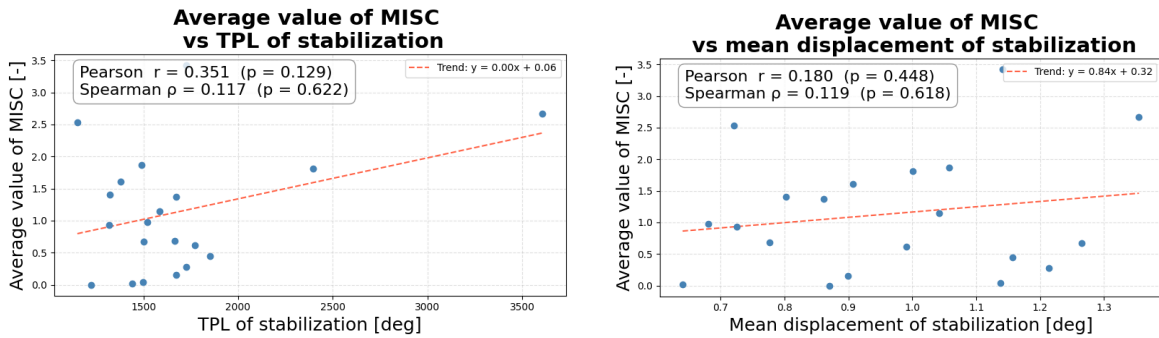 Average value of MISC
vs TPL of stabilization
Pearson  r = 0.351  (p = 0.129)
Spearman ρ = 0.117  (p = 0.622)
Trend: y = 0.00x + 0.06
Average value of MISC [-]
3.5
3.0
2.5
2.0
1.5
1.0
0.5
0.0
1500
2000
2500
3000
3500
TPL of stabilization [deg]
Average value of MISC
vs mean displacement of stabilization
Pearson  r = 0.180  (p = 0.448)
Spearman ρ = 0.119  (p = 0.618)
Trend: y = 0.84x + 0.32
Average value of MISC [-]
3.5
3.0
2.5
2.0
1.5
1.0
0.5
0.0
0.7
0.8
0.9
1.0
1.1
1.2
1.3
Mean displacement of stabilization [deg]